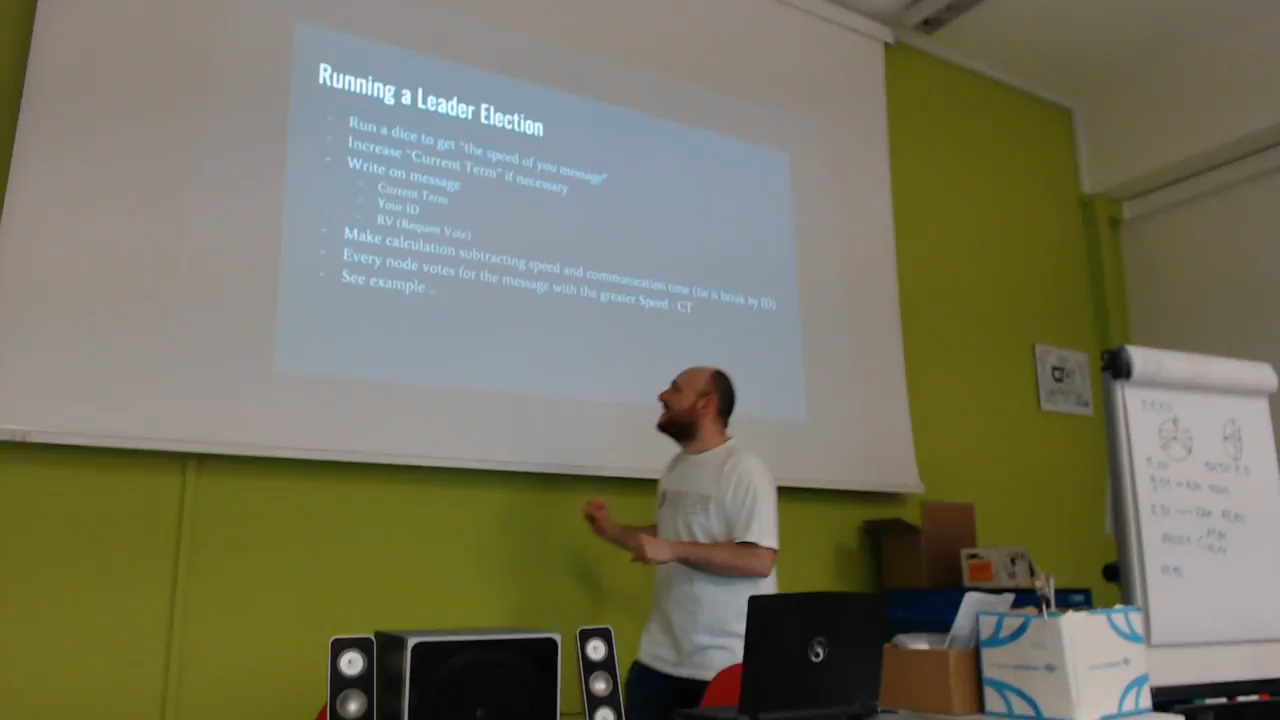 Running a Leader Election
- Run a dice to get "the speed of you message"
- Increase "Current Term" if necessary
- Write on message
- Current Term
- Your ID
- RV (Request Vote)
- Make calculation subtracting speed and communication time (tie is break by ID)
- Every node votes for the message with the greater Speed - CT
- See example ...